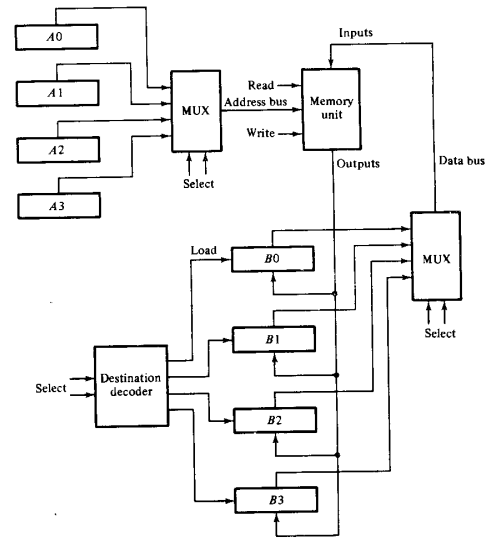 A0
A1
A2
A3
MUX
Select
Address bus
Read
Write
Memory
unit
Inputs
Outputs
Data bus
MUX
Select
Load
B0
B1
B2
B3
Select
Destination
decoder